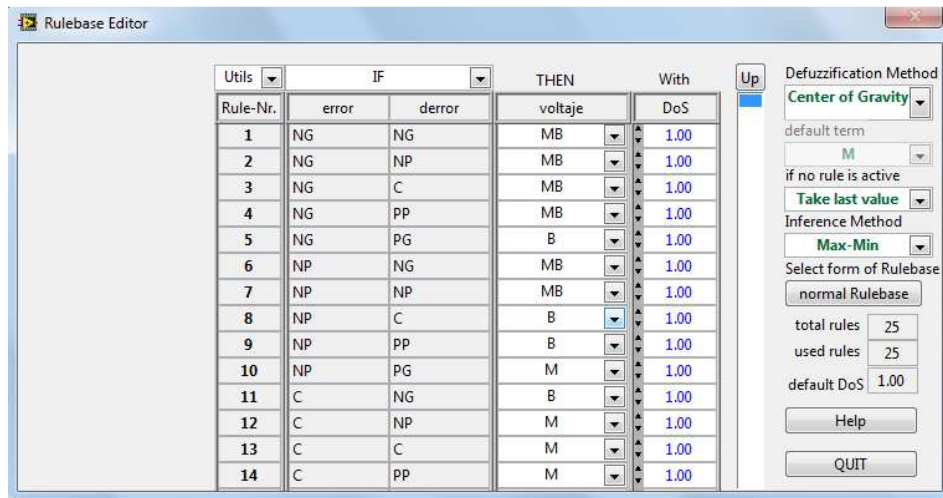 Rulebase Editor
Utils IF THEN With Up
Rule-Nr. error derror voltaje DoS
1 NG NG MB 1.00
2 NG NP MB 1.00
3 NG C MB 1.00
4 NG PP MB 1.00
5 NG PG B 1.00
6 NP NG MB 1.00
7 NP NP MB 1.00
8 NP C B 1.00
9 NP PP B 1.00
10 NP PG M 1.00
11 C NG B 1.00
12 C NP M 1.00
13 C C M 1.00
14 C PP M 1.00
Defuzzification Method
Center of Gravity
default term
M
if no rule is active
Take last value
Inference Method
Max-Min
Select form of Rulebase
normal Rulebase
total rules 25
used rules 25
default DoS 1.00
Help
QUIT